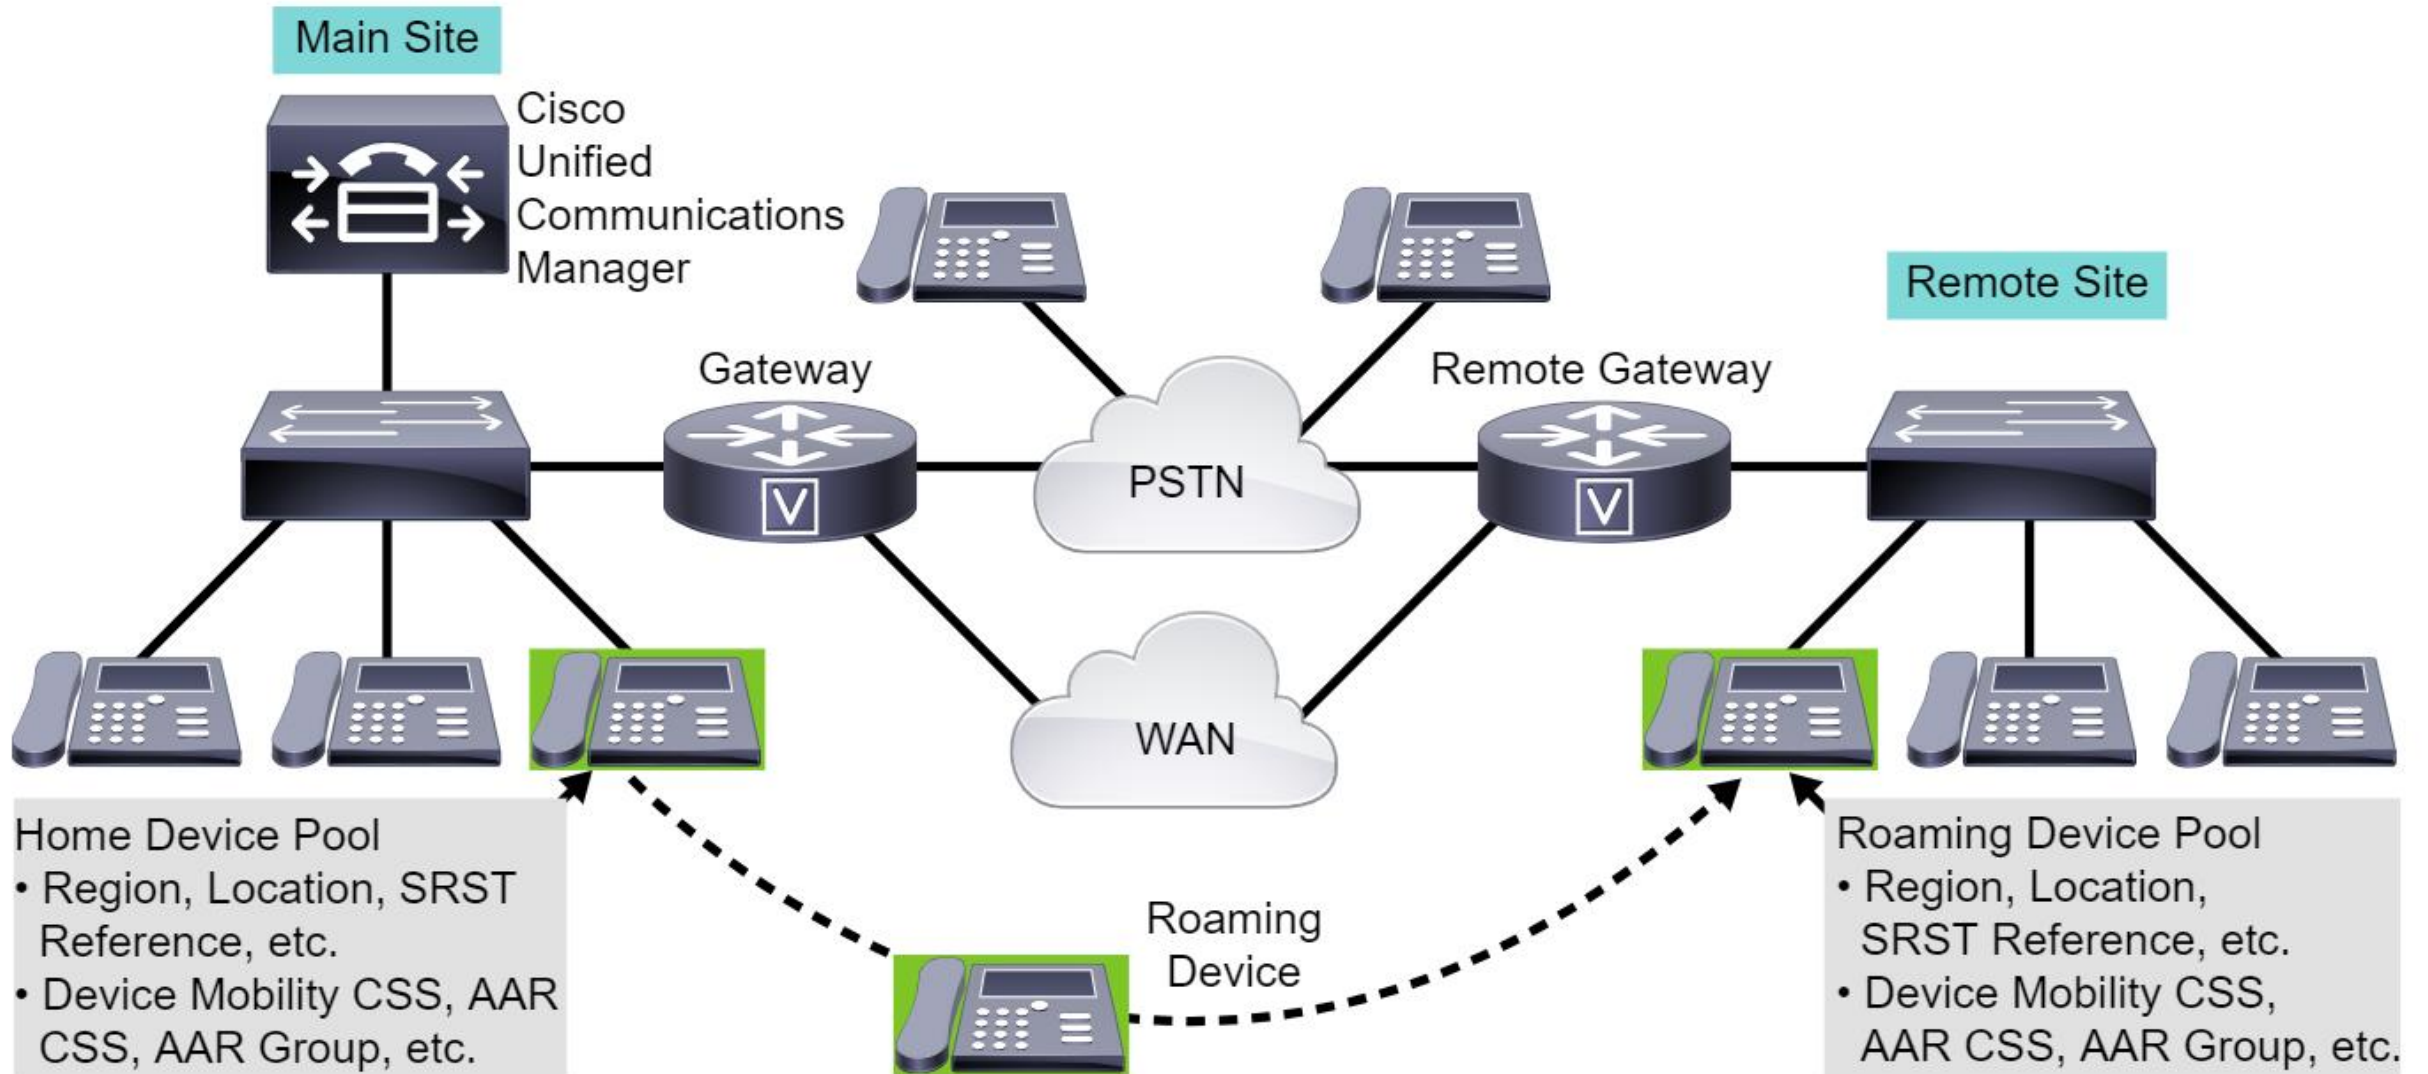 Main Site
Cisco
Unified
Communications
Manager
Remote Site
Gateway
Remote Gateway
V
PSTN
V
WAN
Home Device Pool
• Region, Location, SRST
Reference, etc.
• Device Mobility CSS, AAR
CSS, AAR Group, etc.
Roaming
Device
Roaming Device Pool
• Region, Location,
SRST Reference, etc.
• Device Mobility CSS,
AAR CSS, AAR Group, etc.